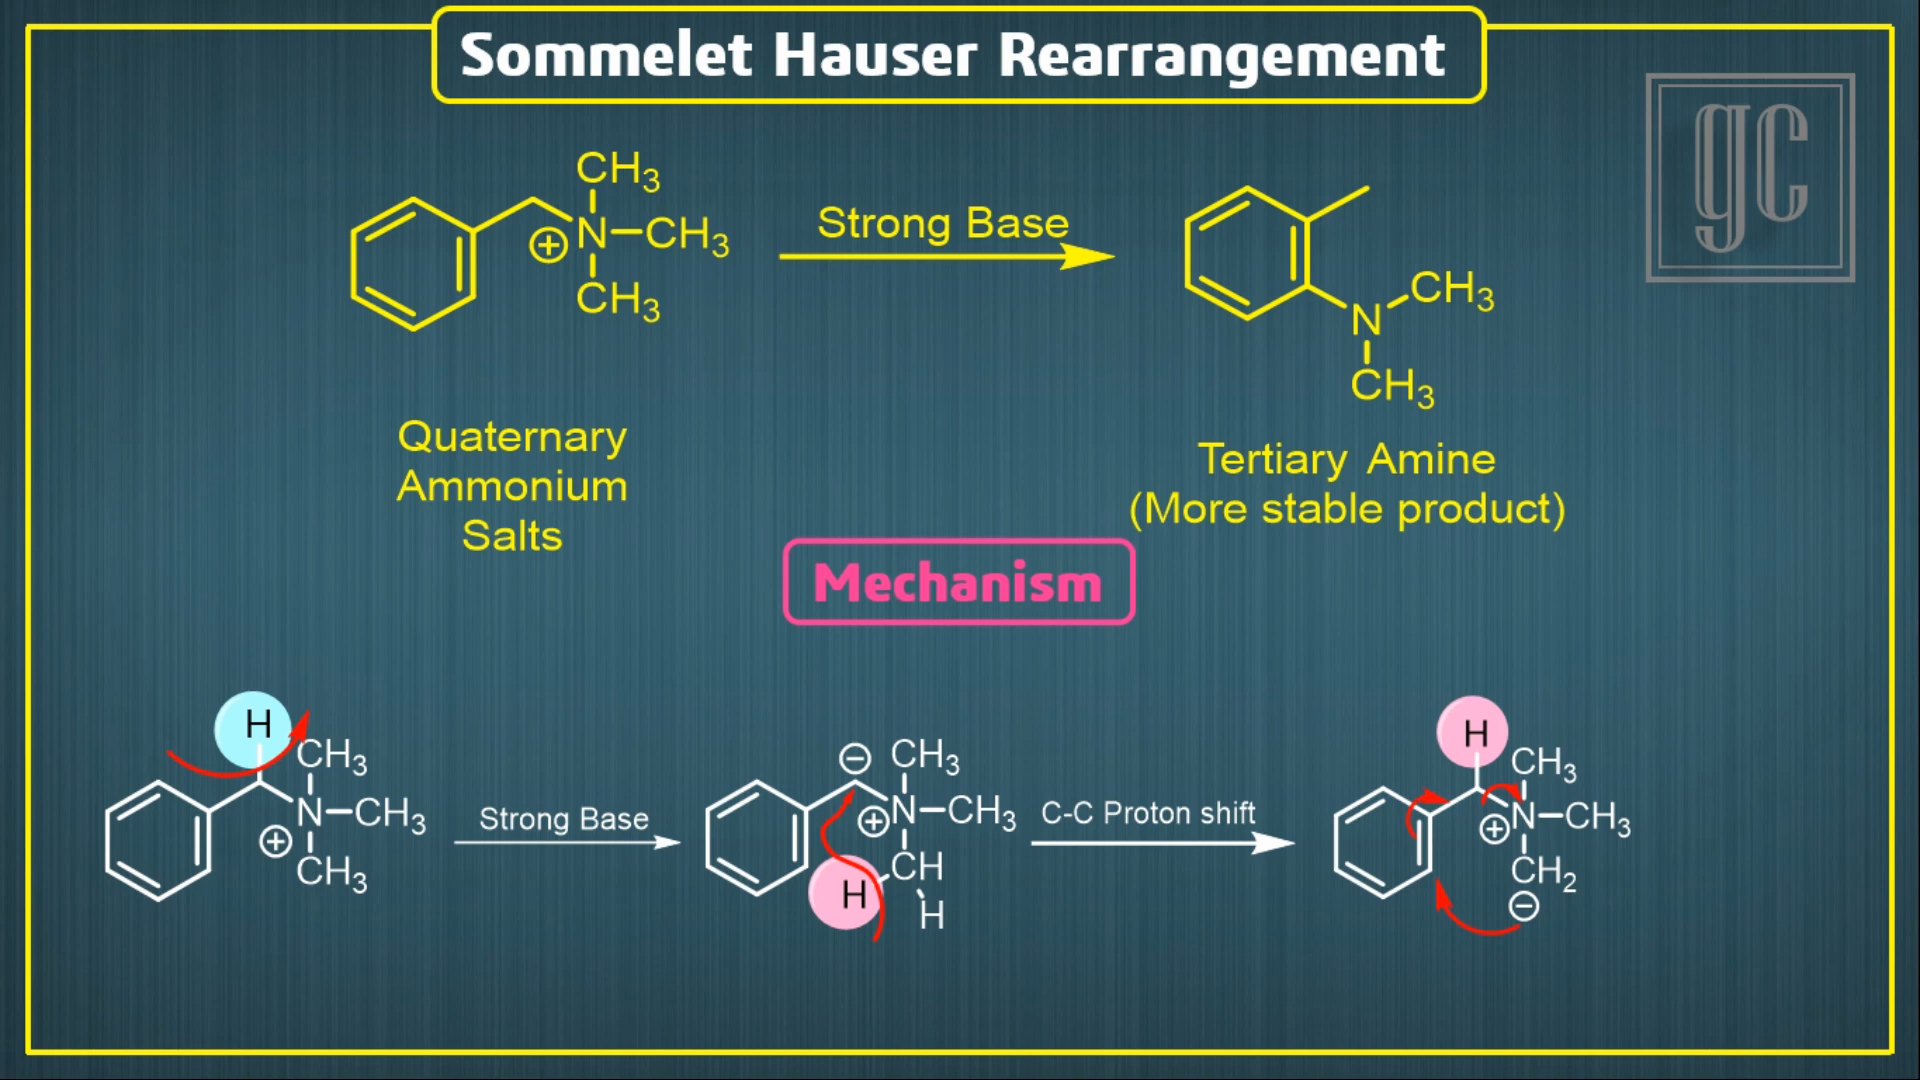 Sommelet Hauser Rearrangement
gc
CH3
N—CH3
⊕
CH3
Strong Base
CH3
N
CH3
Quaternary
Ammonium
Salts
Tertiary Amine
(More stable product)
Mechanism
H
CH3
N—CH3
⊕
CH3
Strong Base
⊖
CH3
N—CH3
⊕
CH
H
H
C-C Proton shift
H
CH3
N—CH3
⊕
CH2
⊖